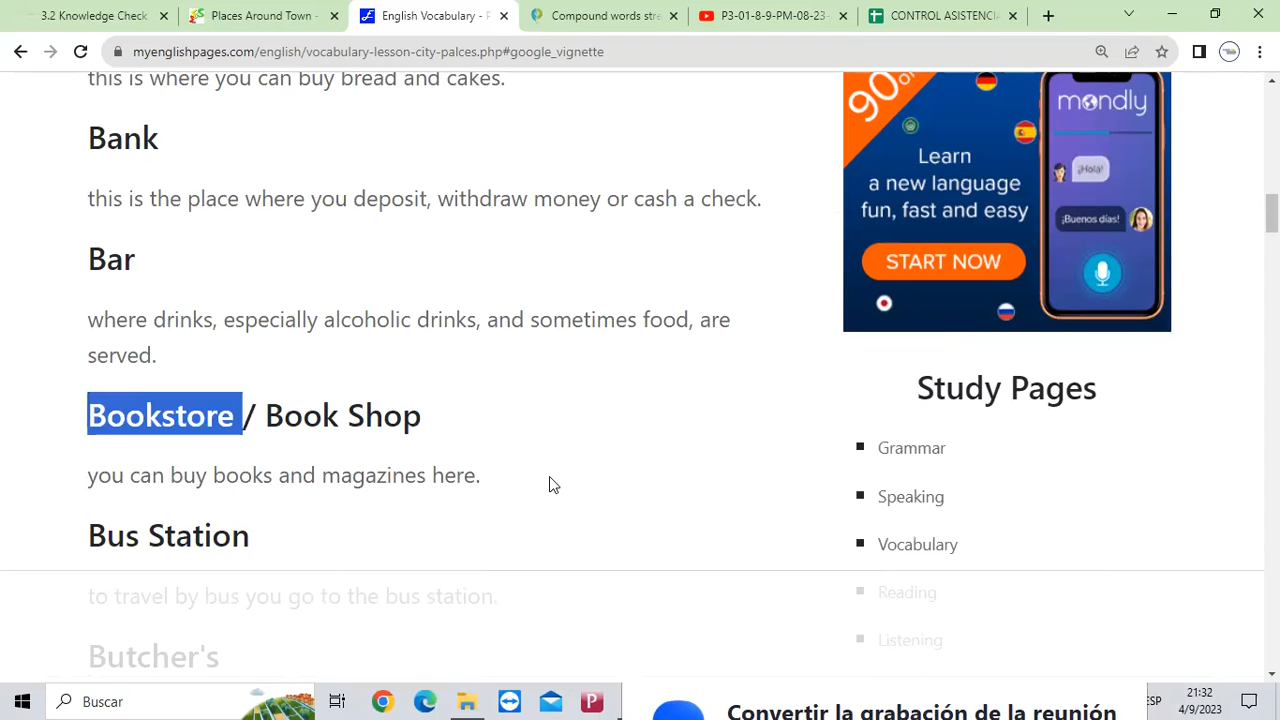 3.2 Knowledge Check
Places Around Town -
English Vocabulary - P
Compound words stre
P3-01-8-9-PM-08-23-
CONTROL ASISTENCIA
myenglishpages.com/english/vocabulary-lesson-city-palces.php#google_vignette
this is where you can buy bread and cakes.
Bank
this is the place where you deposit, withdraw money or cash a check.
Bar
where drinks, especially alcoholic drinks, and sometimes food, are
served.
Bookstore / Book Shop
you can buy books and magazines here.
Bus Station
to travel by bus you go to the bus station.
Butcher's
90%
mondly
Learn
a new language
fun, fast and easy
START NOW
¡Hola!
¡Buenos días!
Study Pages
Grammar
Speaking
Vocabulary
Reading
Listening
Buscar
Convertir la grabación de la reunión
ESP
21:32
4/9/2023